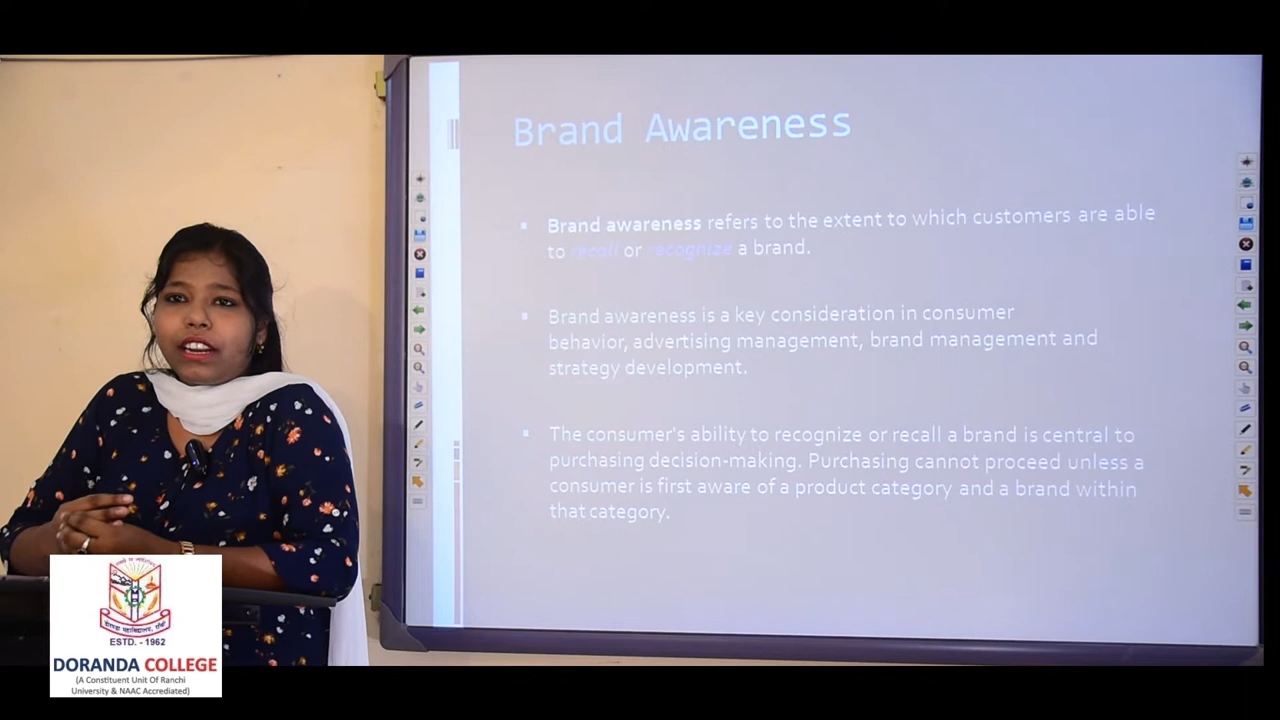 Brand Awareness
Brand awareness refers to the extent to which customers are able
to recall or recognize a brand.
Brand awareness is a key consideration in consumer
behavior, advertising management, brand management and
strategy development.
The consumer's ability to recognize or recall a brand is central to
purchasing decision-making. Purchasing cannot proceed unless a
consumer is first aware of a product category and a brand within
that category.
ESTD. - 1962
DORANDA COLLEGE
(A Constituent Unit Of Ranchi
University & NAAC Accredited)